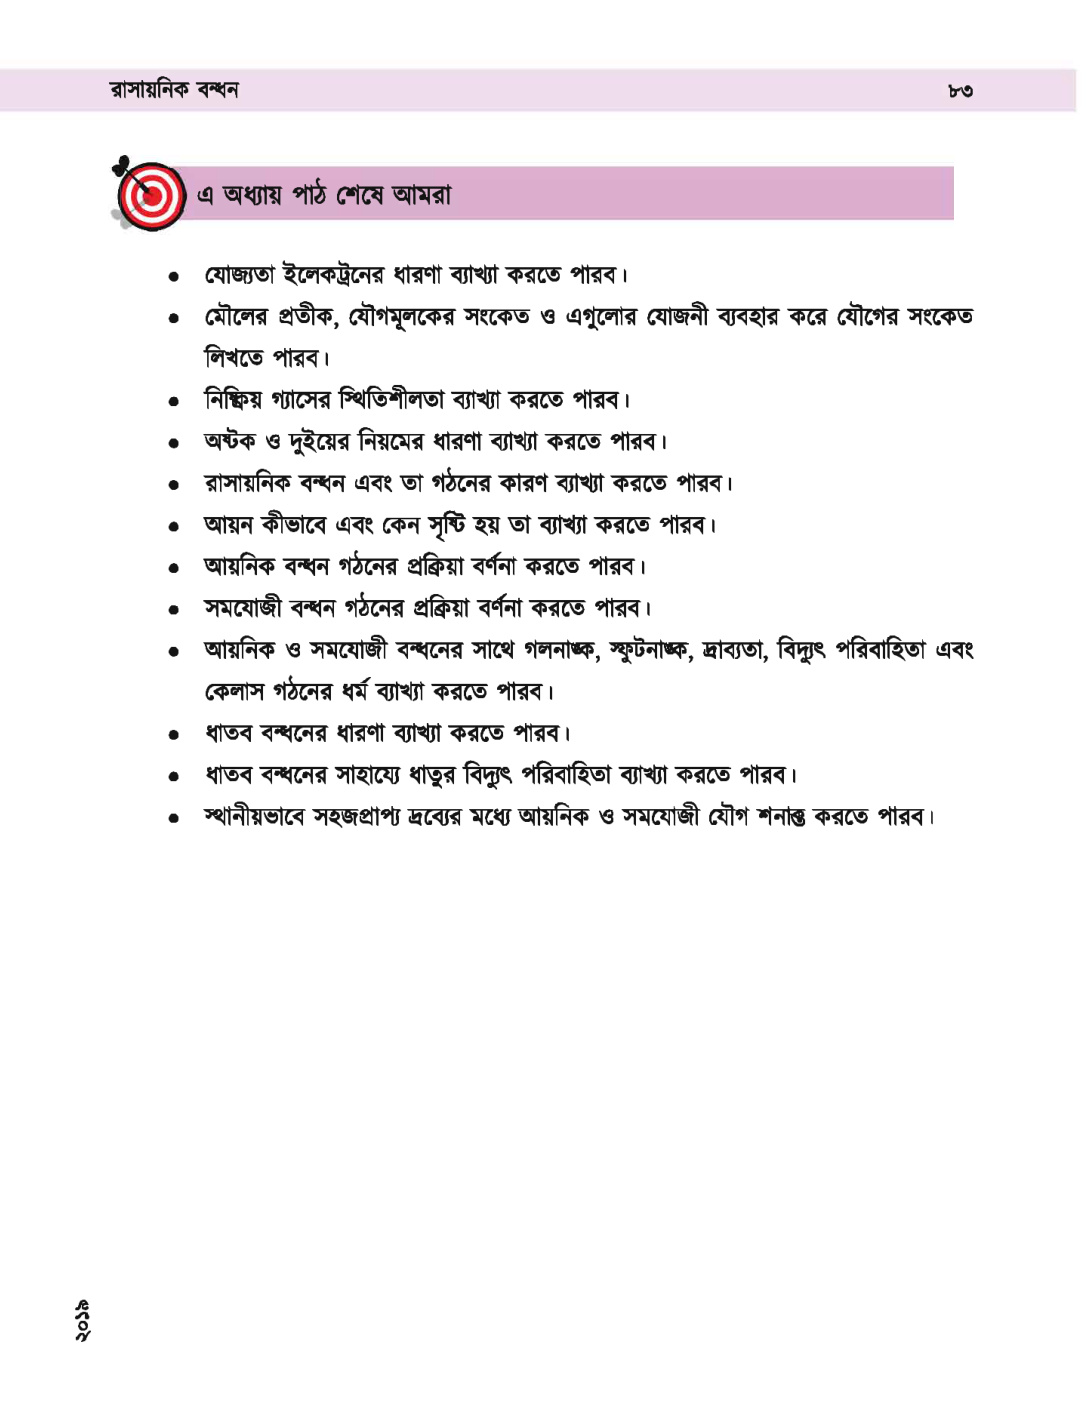 রাসায়নিক বন্ধন ৮৩
এ অধ্যায় পাঠ শেষে আমরা
● যোজ্যতা ইলেকট্রনের ধারণা ব্যাখ্যা করতে পারব।
● মৌলের প্রতীক, যৌগমূলকের সংকেত ও এগুলোর যোজনী ব্যবহার করে যৌগের সংকেত
লিখতে পারব।
● নিষ্ক্রিয় গ্যাসের স্থিতিশীলতা ব্যাখ্যা করতে পারব।
● অষ্টক ও দুইয়ের নিয়মের ধারণা ব্যাখ্যা করতে পারব।
● রাসায়নিক বন্ধন এবং তা গঠনের কারণ ব্যাখ্যা করতে পারব।
● আয়ন কীভাবে এবং কেন সৃষ্টি হয় তা ব্যাখ্যা করতে পারব।
● আয়নিক বন্ধন গঠনের প্রক্রিয়া বর্ণনা করতে পারব।
● সমযোজী বন্ধন গঠনের প্রক্রিয়া বর্ণনা করতে পারব।
● আয়নিক ও সমযোজী বন্ধনের সাথে গলনাঙ্ক, স্ফুটনাঙ্ক, দ্রাব্যতা, বিদ্যুৎ পরিবাহিতা এবং
কেলাস গঠনের ধর্ম ব্যাখ্যা করতে পারব।
● ধাতব বন্ধনের ধারণা ব্যাখ্যা করতে পারব।
● ধাতব বন্ধনের সাহায্যে ধাতুর বিদ্যুৎ পরিবাহিতা ব্যাখ্যা করতে পারব।
● স্থানীয়ভাবে সহজপ্রাপ্য দ্রব্যের মধ্যে আয়নিক ও সমযোজী যৌগ শনাক্ত করতে পারব।
২০১৯